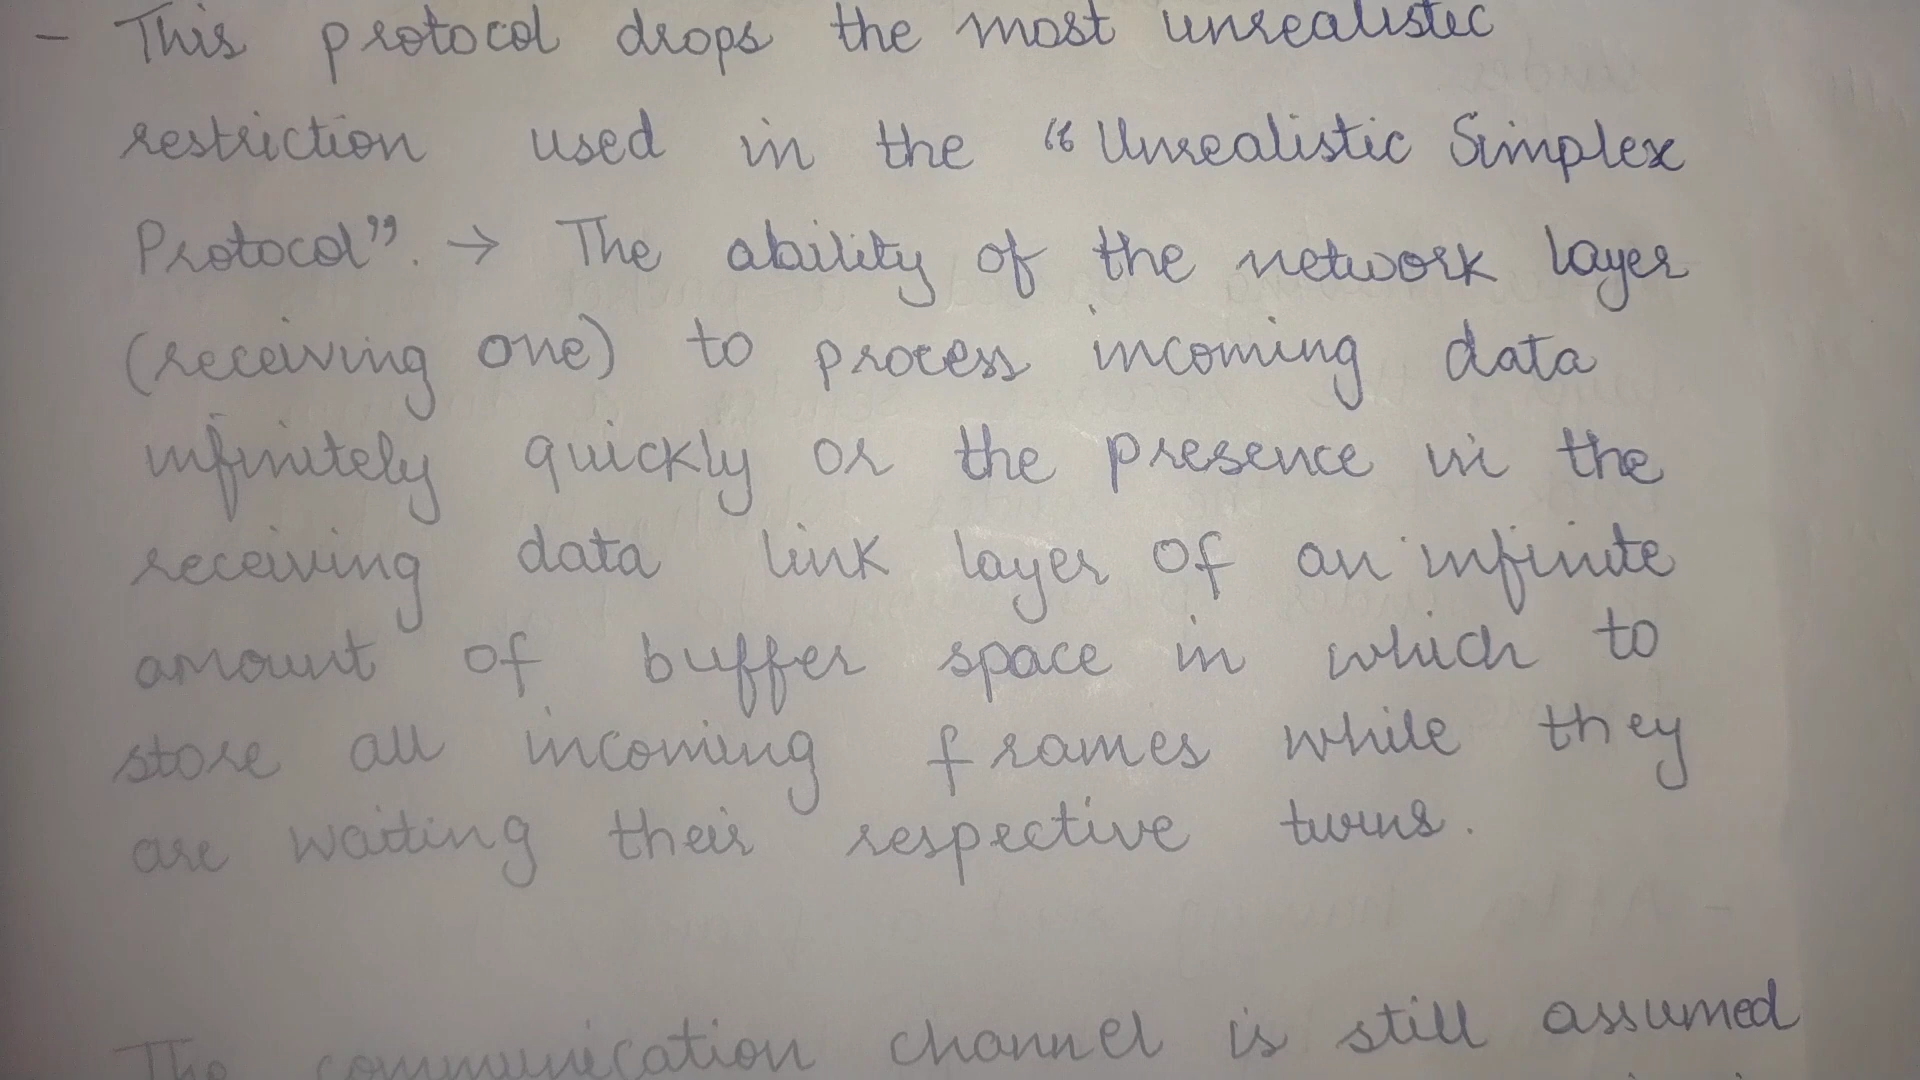 - This protocol drops the most unrealistic
restriction used in the "Unrealistic Simplex
Protocol". → The ability of the network layer
(receiving one) to process incoming data
infinitely quickly or the presence in the
receiving data link layer of an infinite
amount of buffer space in which to
store all incoming frames while they
are waiting their respective turns.
The communication channel is still assumed